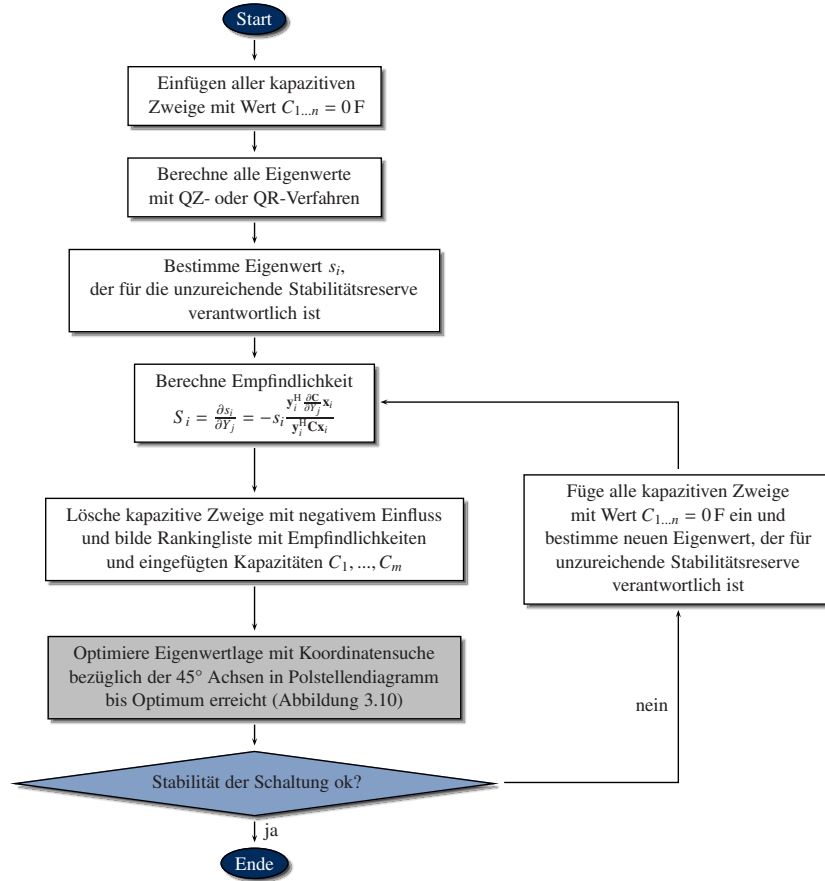 Start
Einfügen aller kapazitiven
Zweige mit Wert C₁...ₙ = 0 F
Berechne alle Eigenwerte
mit QZ- oder QR-Verfahren
Bestimme Eigenwert sᵢ,
der für die unzureichende Stabilitätsreserve
verantwortlich ist
Berechne Empfindlichkeit
Sᵢ = ∂sᵢ/∂Yⱼ = −sᵢ (yᵢᴴ ∂C/∂Yⱼ xᵢ)/(yᵢᴴCxᵢ)
Lösche kapazitive Zweige mit negativem Einfluss
und bilde Rankingliste mit Empfindlichkeiten
und eingefügten Kapazitäten C₁, ..., Cₘ
Optimiere Eigenwertlage mit Koordinatensuche
bezüglich der 45° Achsen in Polstellendiagramm
bis Optimum erreicht (Abbildung 3.10)
Stabilität der Schaltung ok?
nein
Füge alle kapazitiven Zweige
mit Wert C₁...ₙ = 0 F ein und
bestimme neuen Eigenwert, der für
unzureichende Stabilitätsreserve
verantwortlich ist
ja
Ende